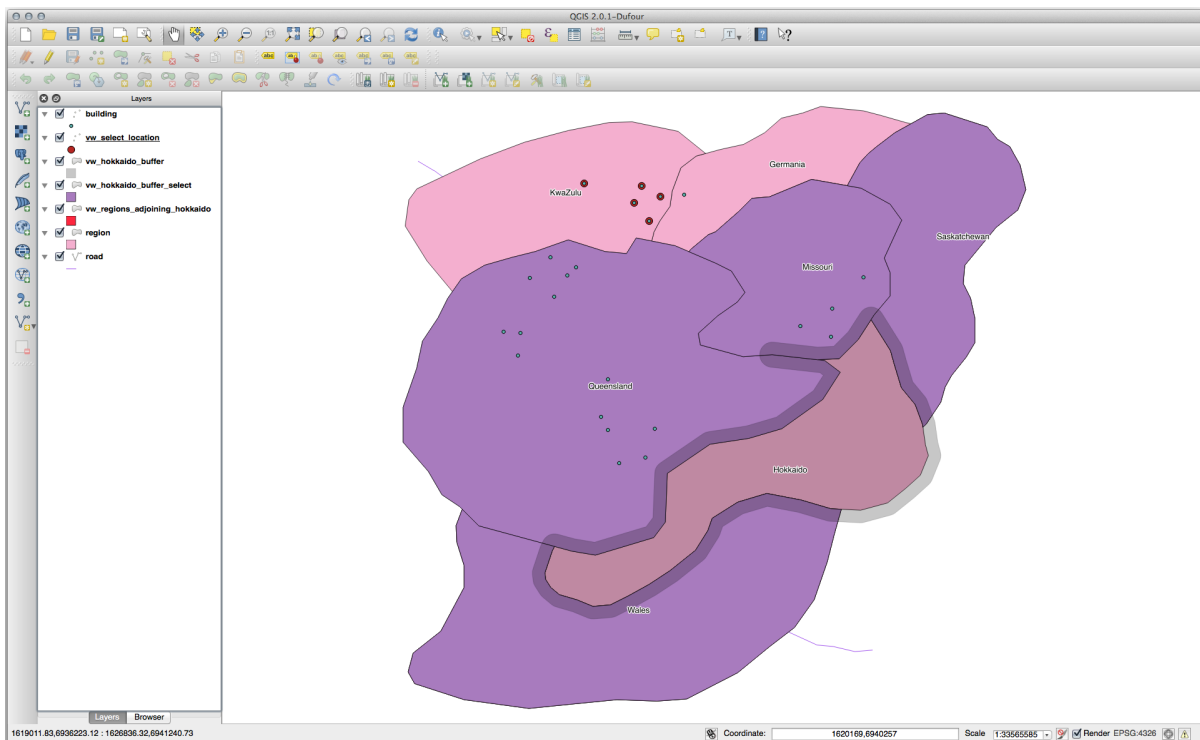 QGIS 2.0.1-Dufour
Layers
building
vw_select_location
vw_hokkaido_buffer
vw_hokkaido_buffer_select
vw_regions_adjoining_hokkaido
region
road
KwaZulu
Germania
Saskatchewan
Missouri
Queensland
Hokkaido
Wales
Layers
Browser
1619011.83,6936223.12 : 1626836.32,6941240.73
Coordinate:
1620169,6940257
Scale
1:33565585
Render
EPSG:4326